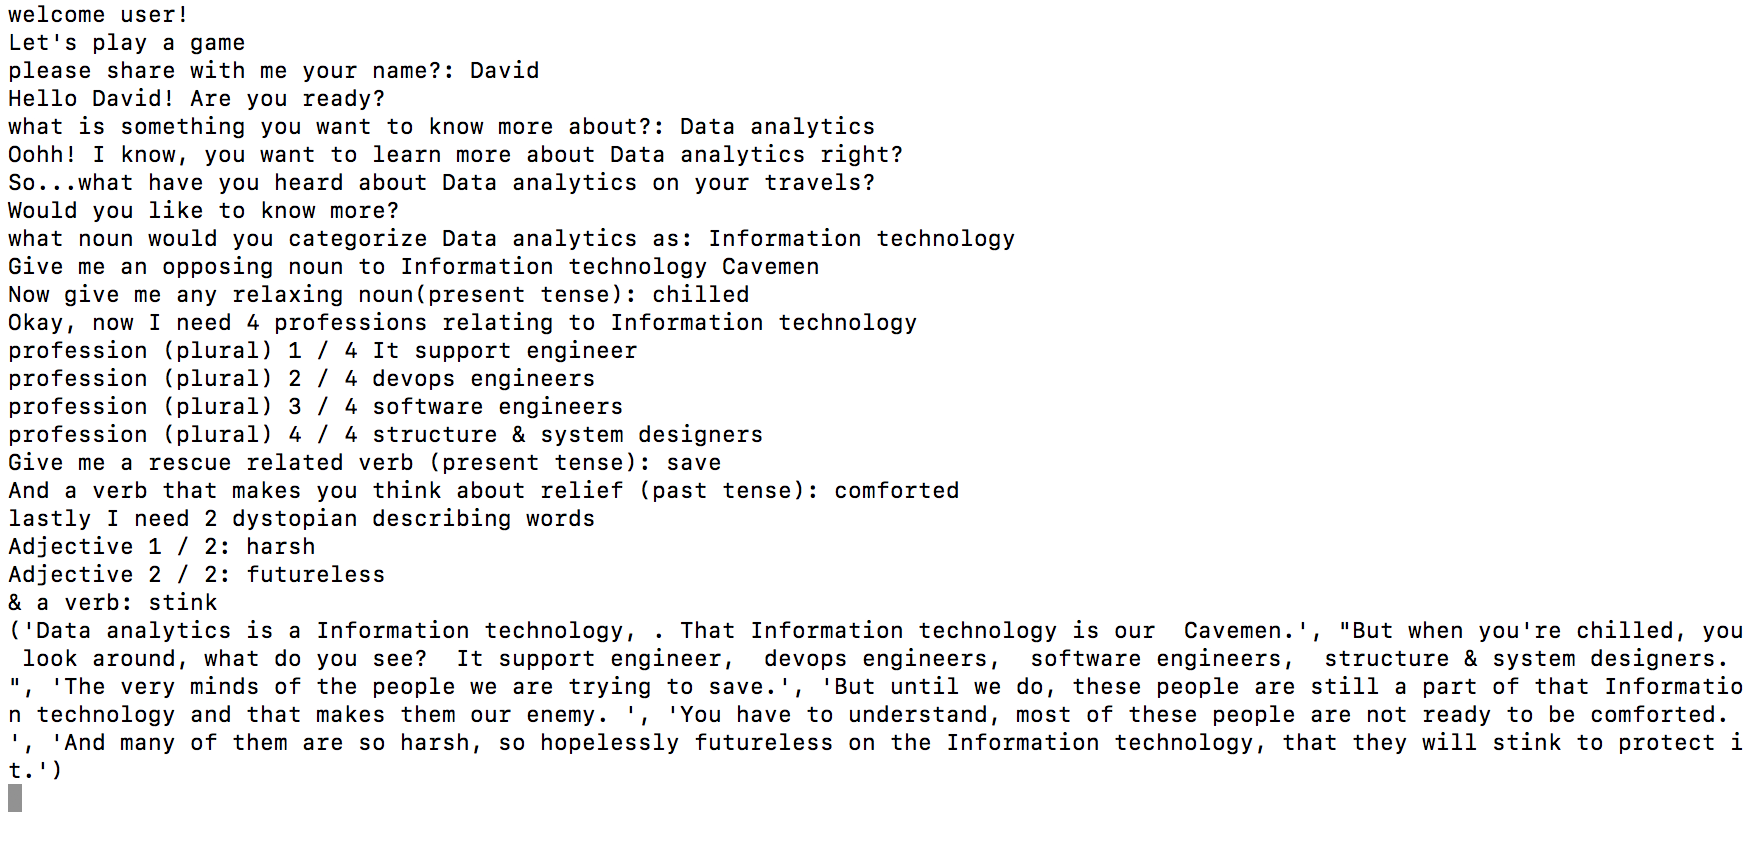 welcome user!
Let's play a game
please share with me your name?: David
Hello David! Are you ready?
what is something you want to know more about?: Data analytics
Oohh! I know, you want to learn more about Data analytics right?
So...what have you heard about Data analytics on your travels?
Would you like to know more?
what noun would you categorize Data analytics as: Information technology
Give me an opposing noun to Information technology Cavemen
Now give me any relaxing noun(present tense): chilled
Okay, now I need 4 professions relating to Information technology
profession (plural) 1 / 4 It support engineer
profession (plural) 2 / 4 devops engineers
profession (plural) 3 / 4 software engineers
profession (plural) 4 / 4 structure & system designers
Give me a rescue related verb (present tense): save
And a verb that makes you think about relief (past tense): comforted
lastly I need 2 dystopian describing words
Adjective 1 / 2: harsh
Adjective 2 / 2: futureless
& a verb: stink
('Data analytics is a Information technology, . That Information technology is our  Cavemen.', "But when you're chilled, you
 look around, what do you see?  It support engineer,  devops engineers,  software engineers,  structure & system designers.
", 'The very minds of the people we are trying to save.', 'But until we do, these people are still a part of that Informatio
n technology and that makes them our enemy. ', 'You have to understand, most of these people are not ready to be comforted.
', 'And many of them are so harsh, so hopelessly futureless on the Information technology, that they will stink to protect i
t.')